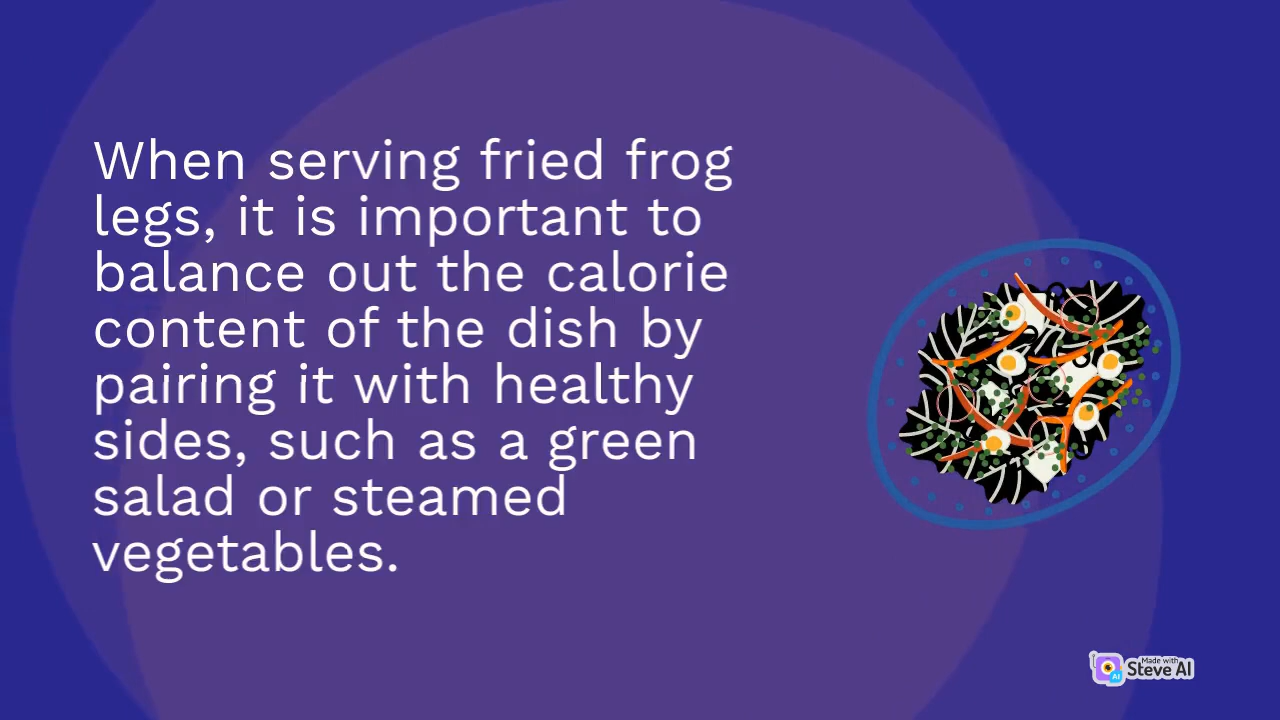 When serving fried frog
legs, it is important to
balance out the calorie
content of the dish by
pairing it with healthy
sides, such as a green
salad or steamed
vegetables.
Made with
Steve AI
AI